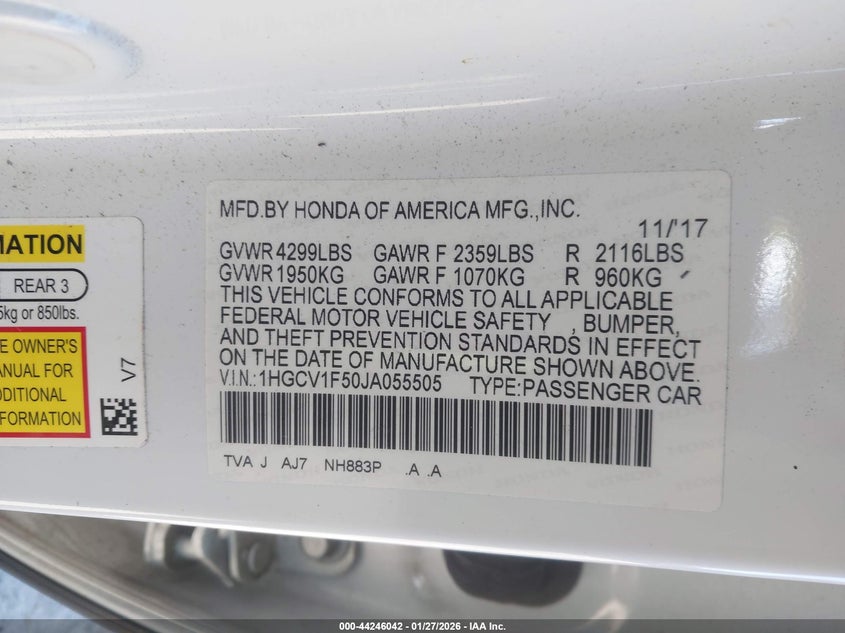 MATION
REAR 3
5kg or 850lbs.
E OWNER'S
ANUAL FOR
DDITIONAL
FORMATION
V7
MFD.BY HONDA OF AMERICA MFG.,INC.
11/'17
GVWR 4299LBS GAWR F 2359LBS R 2116LBS
GVWR 1950KG GAWR F 1070KG R 960KG
THIS VEHICLE CONFORMS TO ALL APPLICABLE
FEDERAL MOTOR VEHICLE SAFETY , BUMPER,
AND THEFT PREVENTION STANDARDS IN EFFECT
ON THE DATE OF MANUFACTURE SHOWN ABOVE.
V.I.N.:1HGCV1F50JA055505 TYPE:PASSENGER CAR
TVA J AJ7 NH883P .A .A
000-44246042 - 01/27/2026 - IAA Inc.